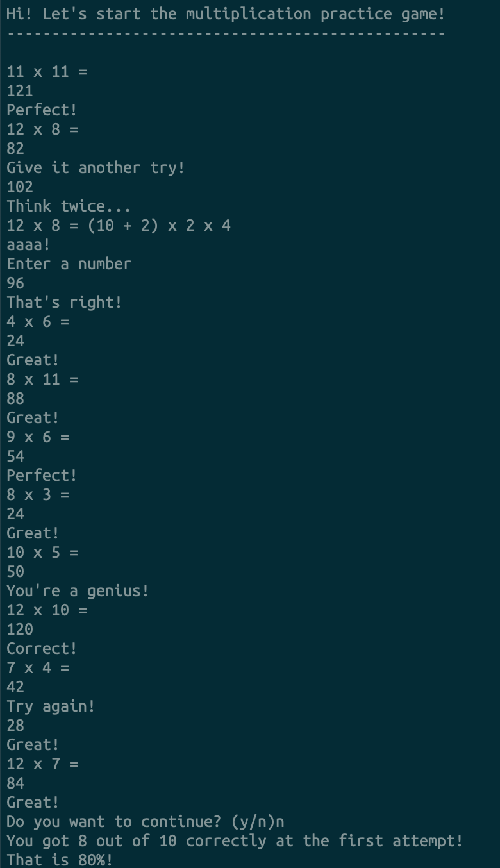 Hi! Let's start the multiplication practice game!
-------------------------------------------------
11 x 11 =
121
Perfect!
12 x 8 =
82
Give it another try!
102
Think twice...
12 x 8 = (10 + 2) x 2 x 4
aaaa!
Enter a number
96
That's right!
4 x 6 =
24
Great!
8 x 11 =
88
Great!
9 x 6 =
54
Perfect!
8 x 3 =
24
Great!
10 x 5 =
50
You're a genius!
12 x 10 =
120
Correct!
7 x 4 =
42
Try again!
28
Great!
12 x 7 =
84
Great!
Do you want to continue? (y/n)n
You got 8 out of 10 correctly at the first attempt!
That is 80%!